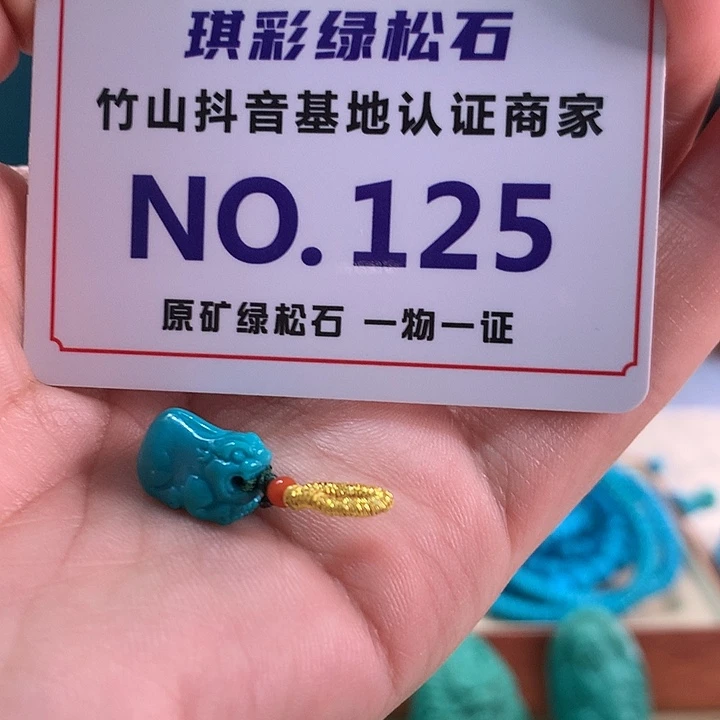 琪彩绿松石
竹山抖音基地认证商家
NO.125
原矿绿松石 一物一证